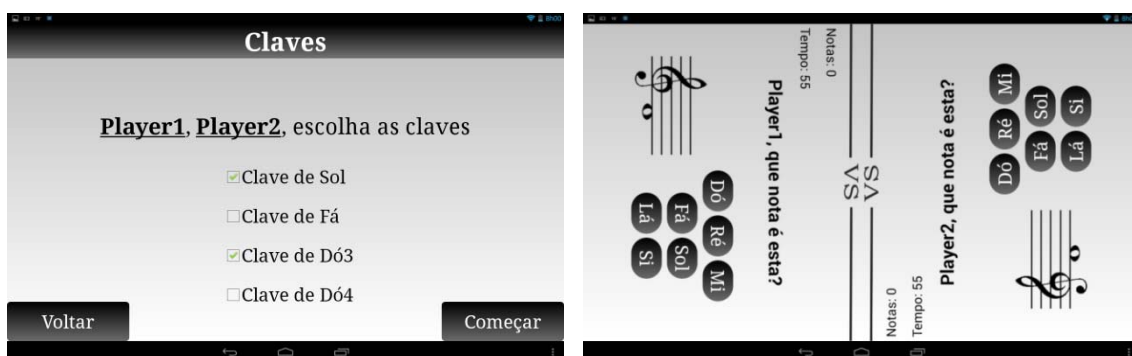 8h00
Claves
Player1, Player2, escolha as claves
Clave de Sol
Clave de Fá
Clave de Dó3
Clave de Dó4
Voltar
Começar
Notas: 0
Tempo: 55
Player1, que nota é esta?
Dó Ré Mi
Fá Sol
Lá Si
VS
VS
Notas: 0
Tempo: 55
Player2, que nota é esta?
Dó Ré Mi
Fá Sol
Lá Si